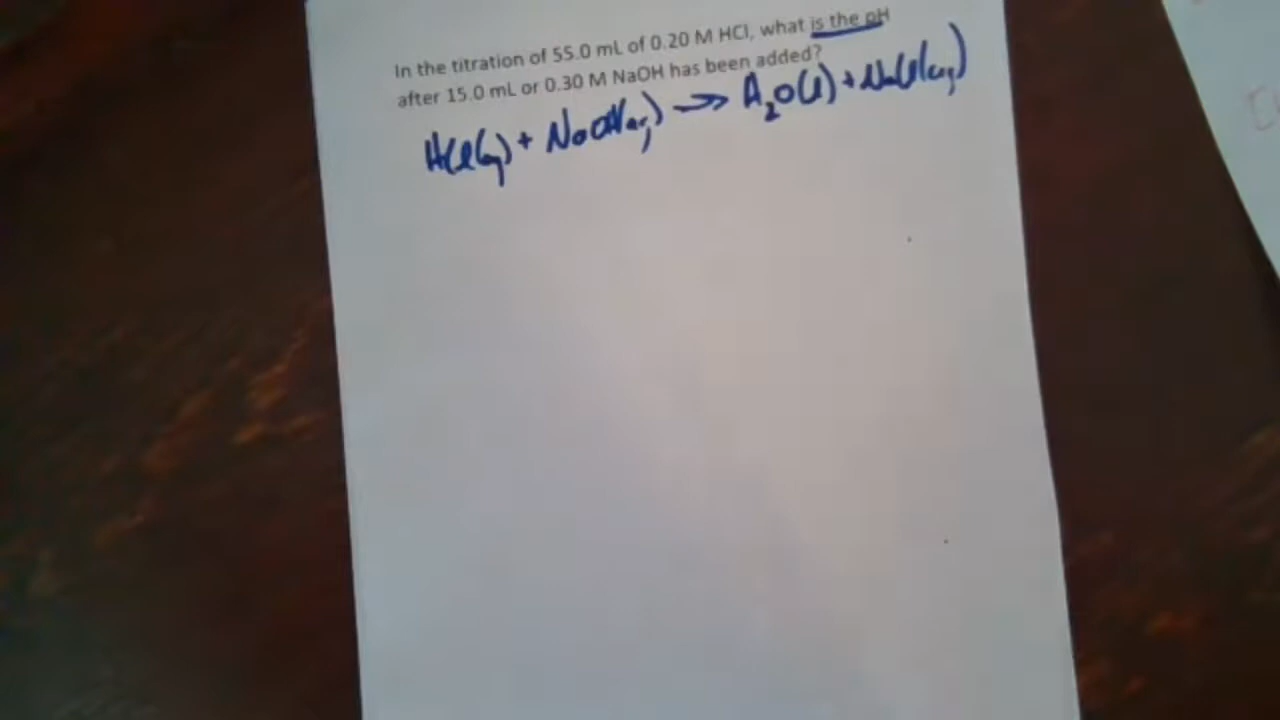 In the titration of 55.0 mL of 0.20 M HCl, what is the pH
after 15.0 mL or 0.30 M NaOH has been added?
HCl(aq) + NaOH(aq) → H₂O(l) + NaCl(aq)